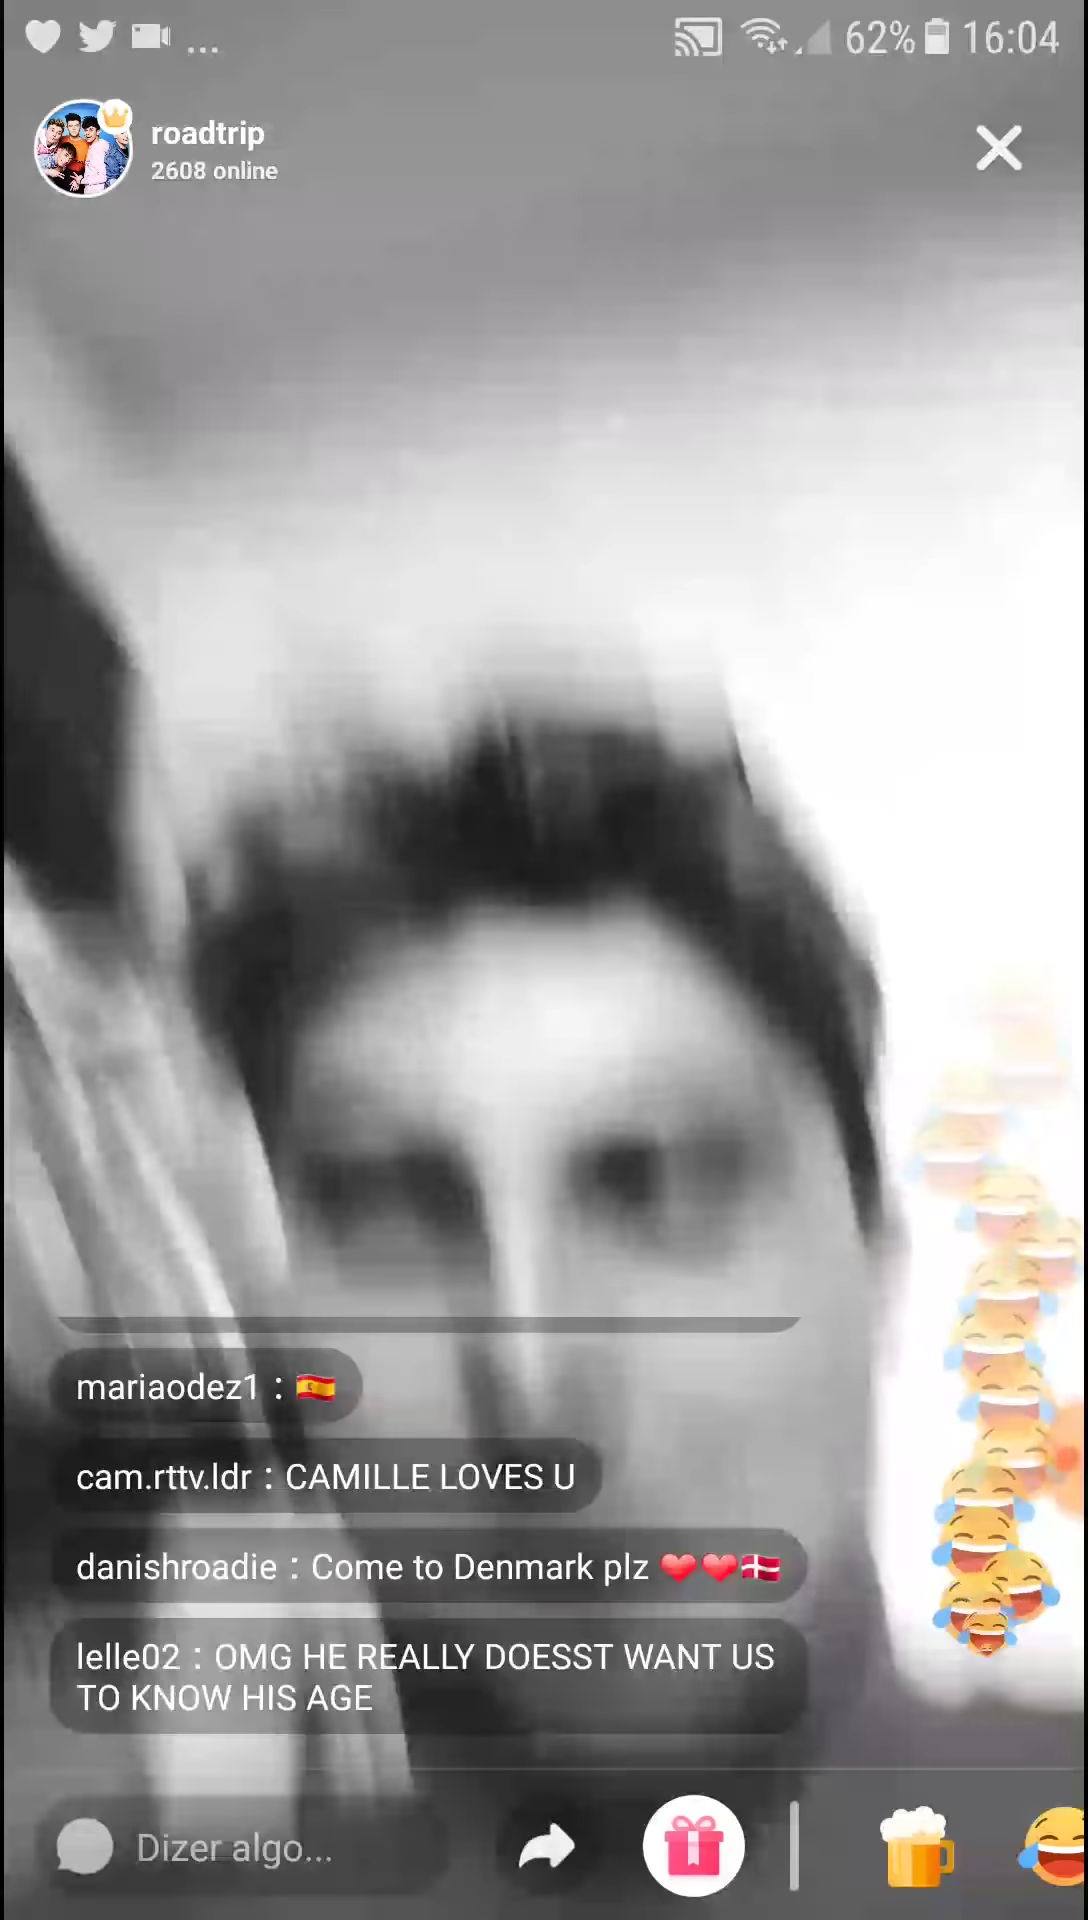 ... 62% 16:04
roadtrip
2608 online
mariaodez1 : 🇪🇸
cam.rttv.ldr : CAMILLE LOVES U
danishroadie : Come to Denmark plz ❤️❤️🇩🇰
lelle02 : OMG HE REALLY DOESST WANT US
TO KNOW HIS AGE
Dizer algo...